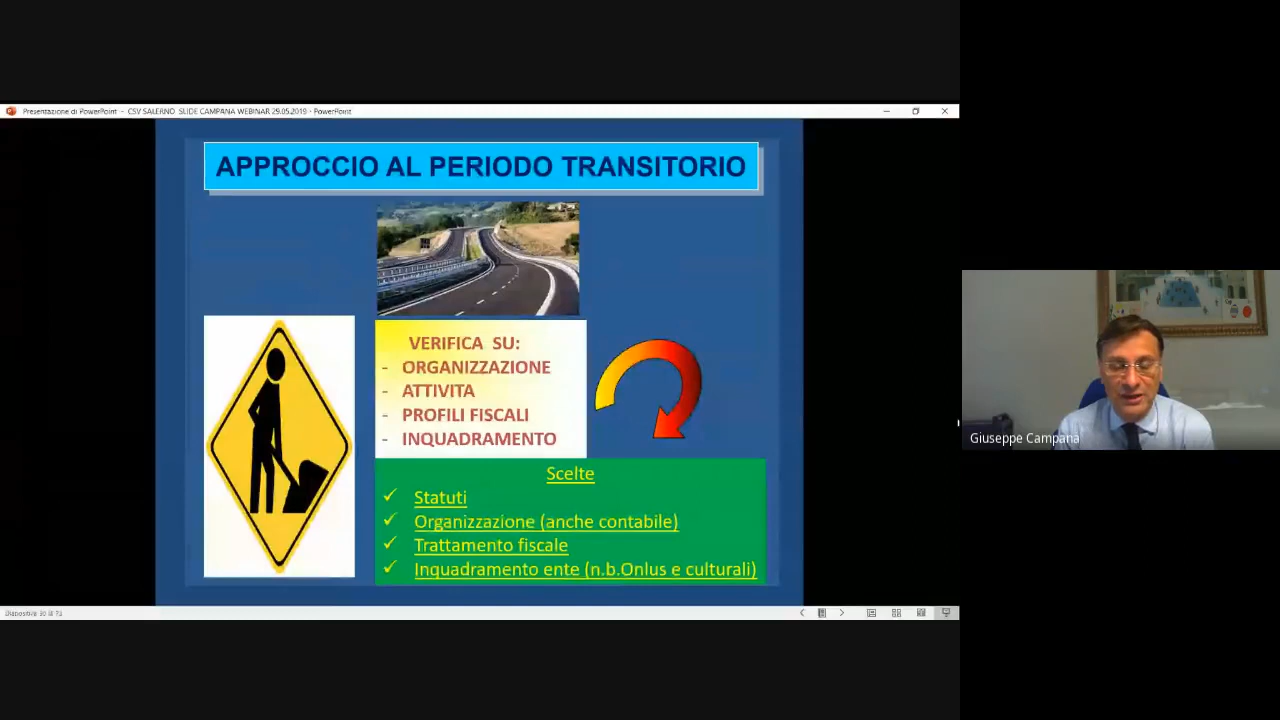 Presentazione di PowerPoint - CSV SALERNO SLIDE CAMPANA WEBINAR 29.05.2019 - PowerPoint
APPROCCIO AL PERIODO TRANSITORIO
VERIFICA SU:
- ORGANIZZAZIONE
- ATTIVITA
- PROFILI FISCALI
- INQUADRAMENTO
Scelte
✓ Statuti
✓ Organizzazione (anche contabile)
✓ Trattamento fiscale
✓ Inquadramento ente (n.b.Onlus e culturali)
Giuseppe Campana